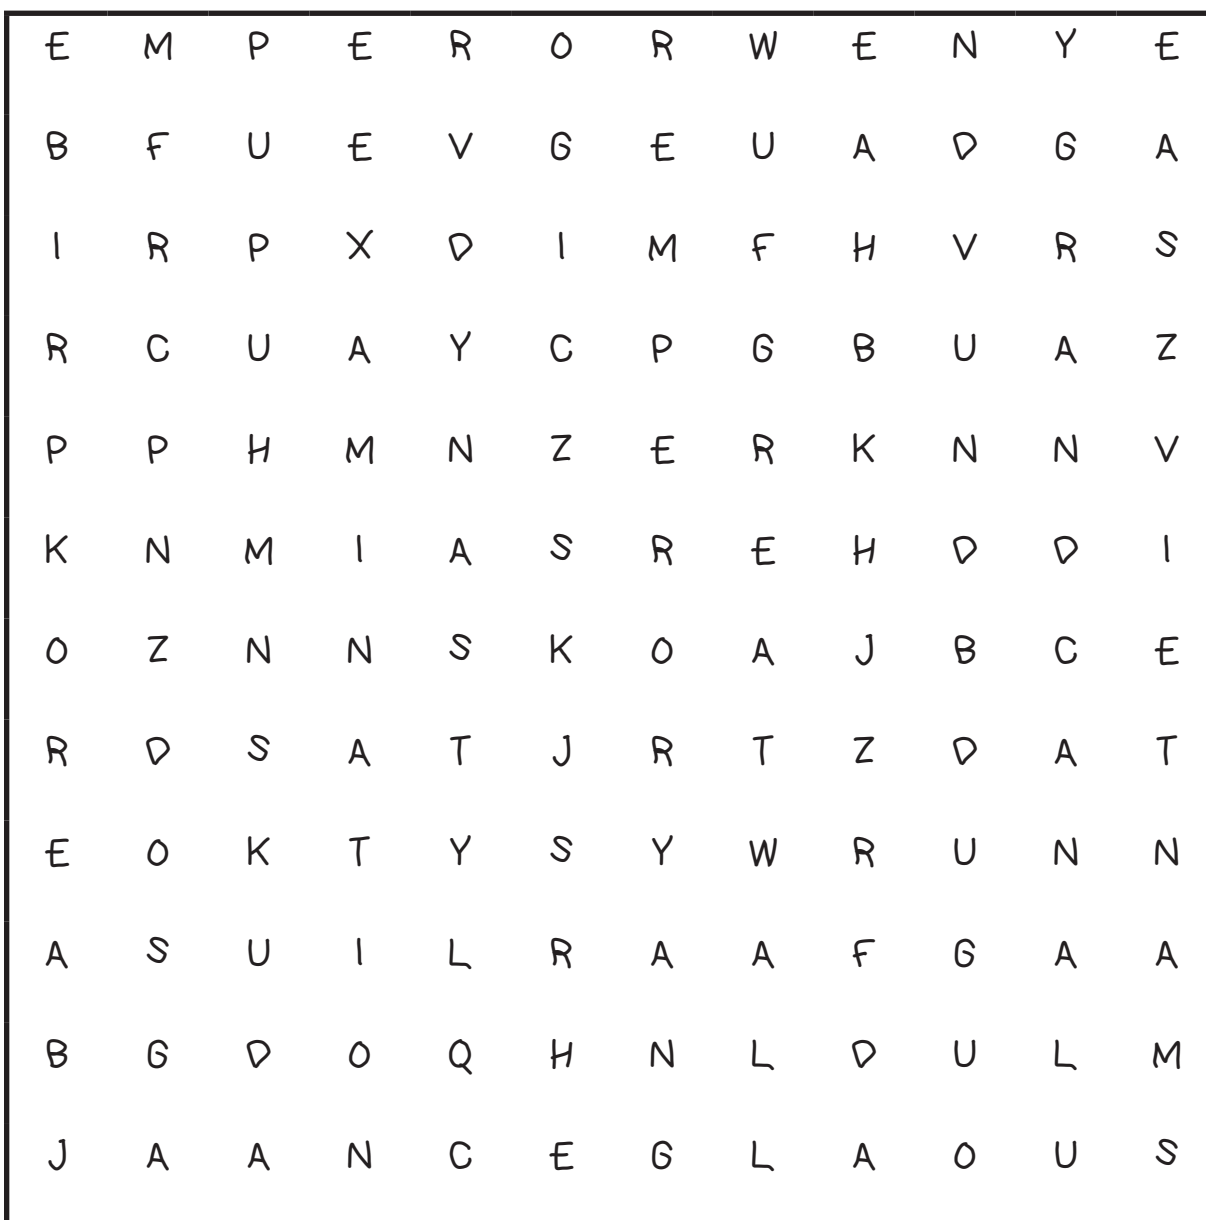 E M P E R O R W E N Y E
B F U E V G E U A D G A
I R P X D I M F H V R S
R C U A Y C P G B U A Z
P P H M N Z E R K N N V
K N M I A S R E H D D I
O Z N N S K O A J B C E
R D S A T J R T Z D A T
E O K T Y S Y W R U N N
A S U I L R A A F G A A
B G D O Q H N L D U L M
J A A N C E G L A O U S